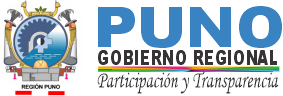 PUNO
GOBIERNO REGIONAL
Participación y Transparencia
REGIÓN PUNO